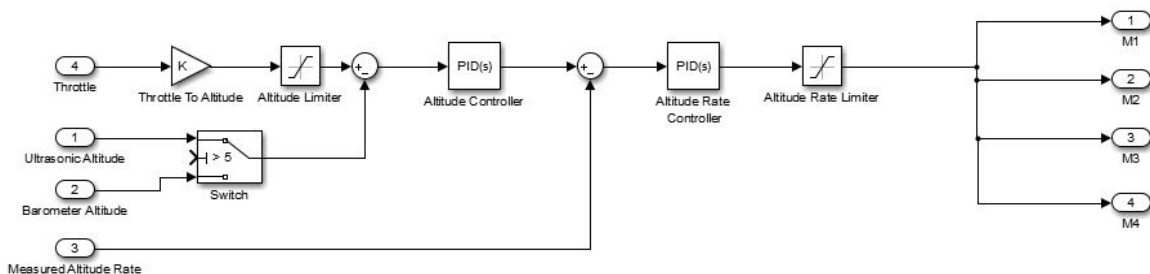 4
Throttle
K
Throttle To Altitude
Altitude Limiter
+
−
PID(s)
Altitude Controller
+
−
PID(s)
Altitude Rate
Controller
Altitude Rate Limiter
1
M1
2
M2
3
M3
4
M4
1
Ultrasonic Altitude
> 5
Switch
2
Barometer Altitude
3
Measured Altitude Rate